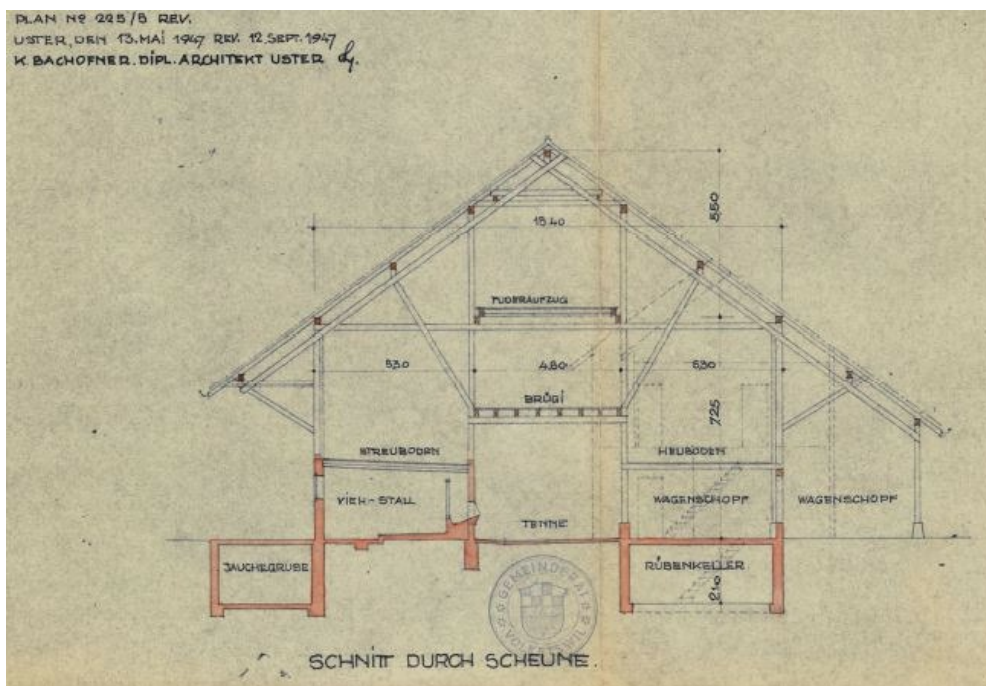 PLAN Nº 225/5 REV.
USTER, DEN 13. MAI 1947 REV. 12. SEPT. 1947
K. BACHOFNER. DIPL. ARCHITEKT USTER
5.50
15.40
FUDERAUFZUG
5.30
4.80
5.30
BRÜGI
7.25
STREUBODEN
HEUBODEN
VIEH-STALL
WAGENSCHOPF
WAGENSCHOPF
TENNE
JAUCHEGRUBE
RÜBENKELLER
2.10
GEMEINDERAT
SCHNITT DURCH SCHEUNE.